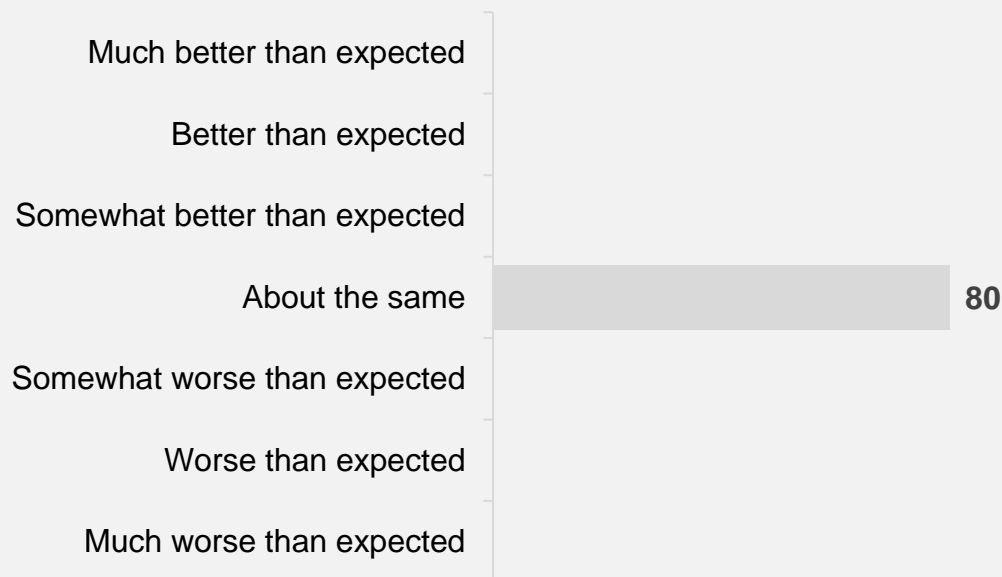 Much better than expected
Better than expected
Somewhat better than expected
About the same
80
Somewhat worse than expected
Worse than expected
Much worse than expected